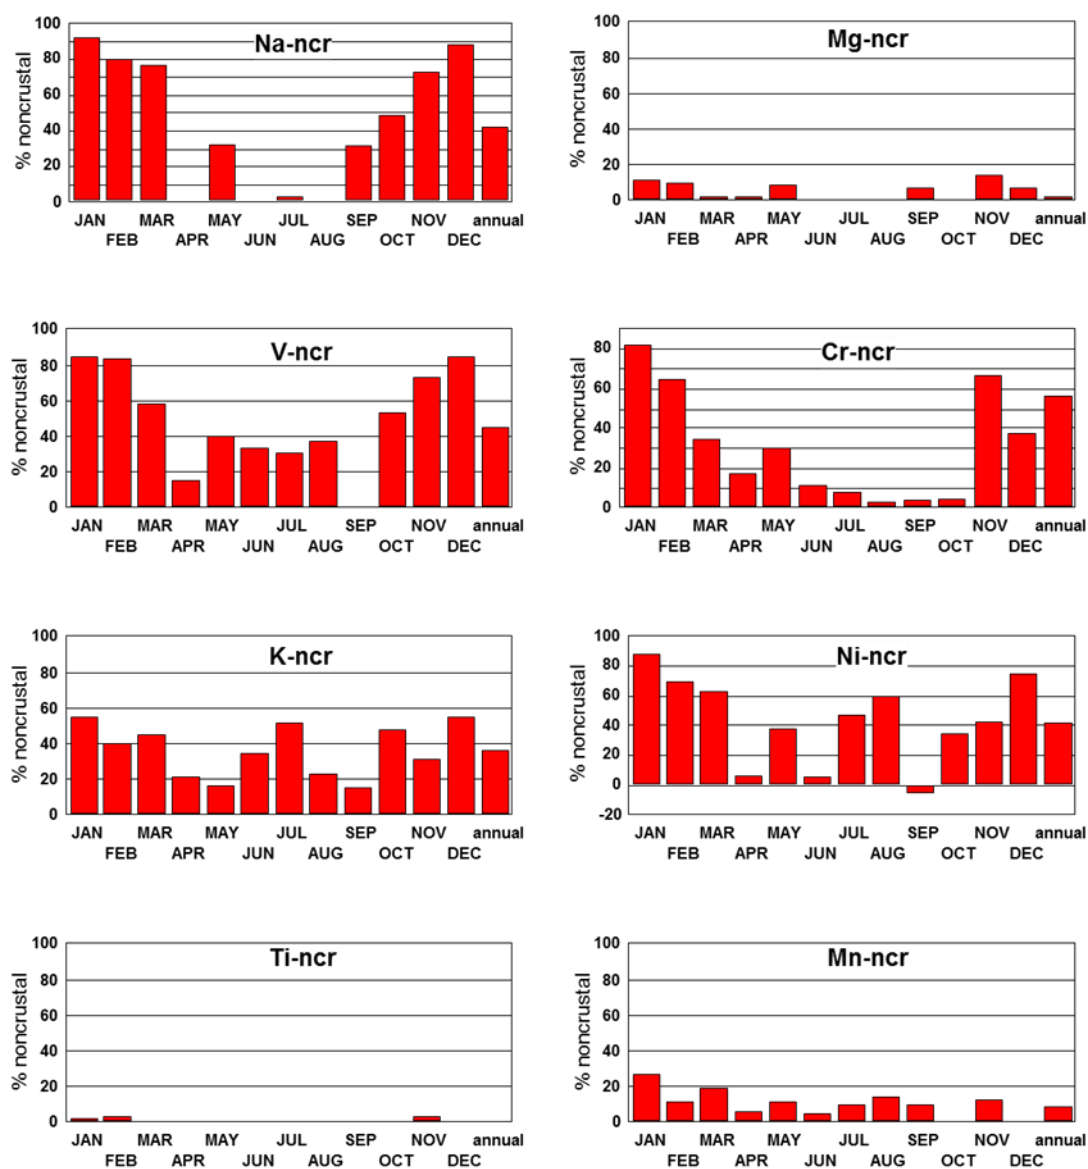 Na-ncr
% noncrustal
100
80
60
40
20
0
JAN MAR MAY JUL SEP NOV annual
FEB APR JUN AUG OCT DEC
Mg-ncr
% noncrustal
100
80
60
40
20
0
JAN MAR MAY JUL SEP NOV annual
FEB APR JUN AUG OCT DEC
V-ncr
% noncrustal
100
80
60
40
20
0
JAN MAR MAY JUL SEP NOV annual
FEB APR JUN AUG OCT DEC
Cr-ncr
% noncrustal
80
60
40
20
0
JAN MAR MAY JUL SEP NOV annual
FEB APR JUN AUG OCT DEC
K-ncr
% noncrustal
100
80
60
40
20
0
JAN MAR MAY JUL SEP NOV annual
FEB APR JUN AUG OCT DEC
Ni-ncr
% noncrustal
100
80
60
40
20
0
-20
JAN MAR MAY JUL SEP NOV annual
FEB APR JUN AUG OCT DEC
Ti-ncr
% noncrustal
100
80
60
40
20
0
JAN MAR MAY JUL SEP NOV annual
FEB APR JUN AUG OCT DEC
Mn-ncr
% noncrustal
100
80
60
40
20
0
JAN MAR MAY JUL SEP NOV annual
FEB APR JUN AUG OCT DEC